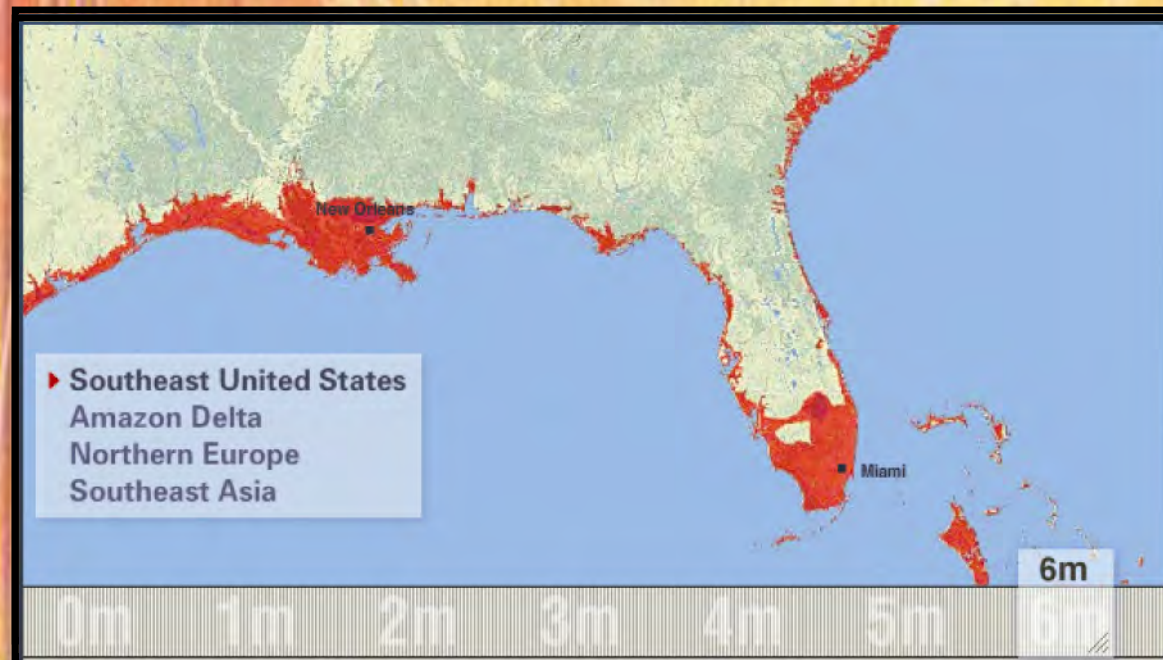 New Orleans
Southeast United States
Amazon Delta
Northern Europe
Southeast Asia
Miami
6m
0m 1m 2m 3m 4m 5m 6m